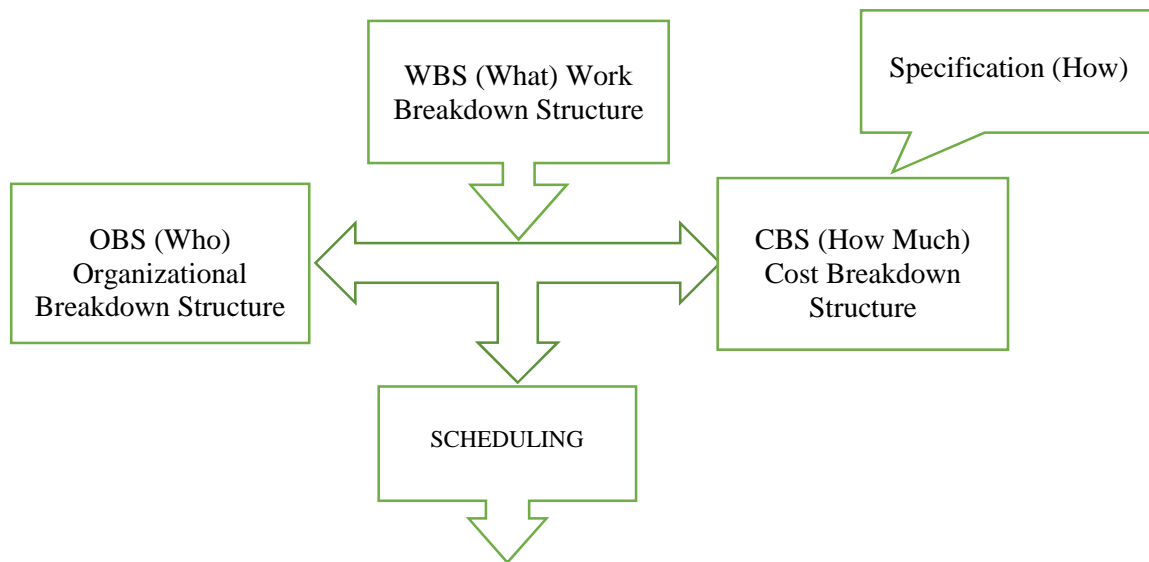 WBS (What) Work
Breakdown Structure
Specification (How)
OBS (Who)
Organizational
Breakdown Structure
CBS (How Much)
Cost Breakdown
Structure
SCHEDULING